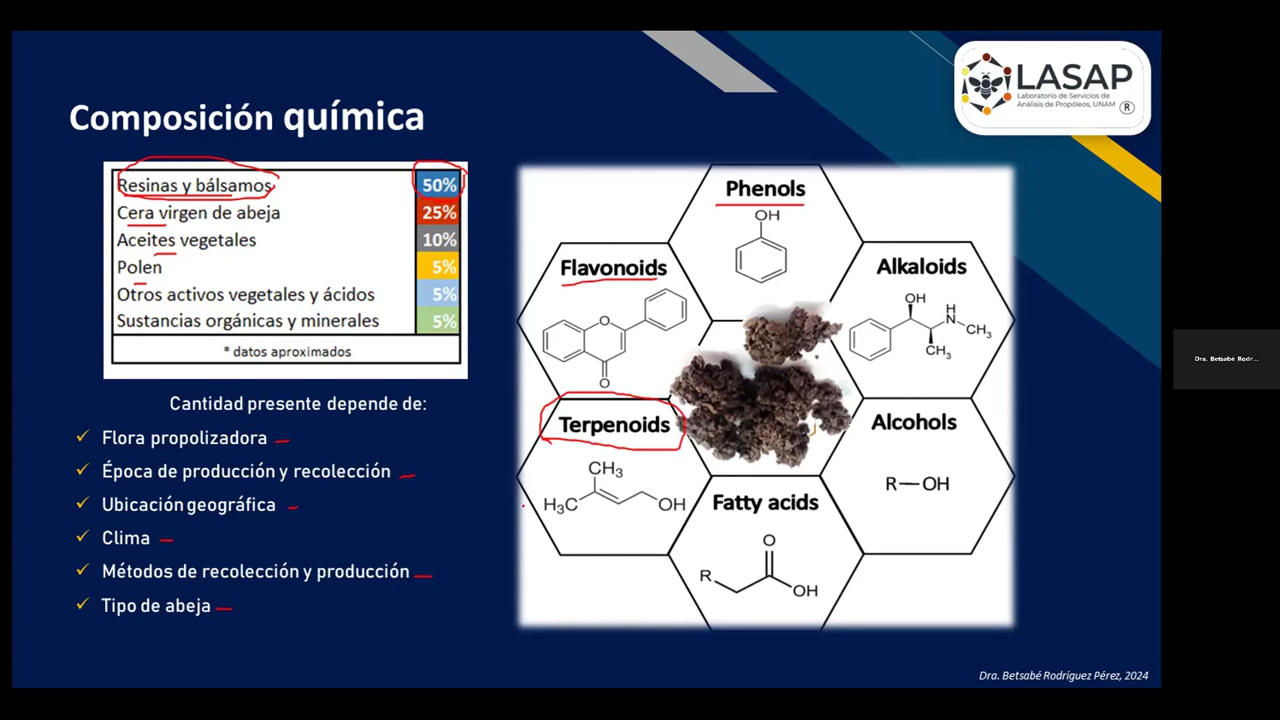 LASAP
Laboratorio de Servicios de
Análisis de Propóleos, UNAM
®
Composición química
Resinas y bálsamos 50%
Cera virgen de abeja 25%
Aceites vegetales 10%
Polen 5%
Otros activos vegetales y ácidos 5%
Sustancias orgánicas y minerales 5%
* datos aproximados
Cantidad presente depende de:
✓ Flora propolizadora
✓ Época de producción y recolección
✓ Ubicación geográfica
✓ Clima
✓ Métodos de recolección y producción
✓ Tipo de abeja
Phenols
OH
Flavonoids
O
O
Alkaloids
OH
H
N
CH₃
CH₃
Terpenoids
CH₃
H₃C
OH
Alcohols
R—OH
Fatty acids
O
R
OH
Dra. Betsabé Rodr...
Dra. Betsabé Rodríguez Pérez, 2024